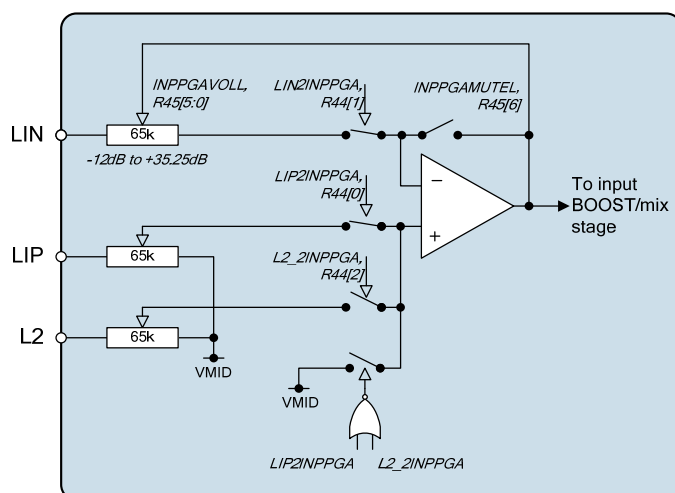 INPPGAVOLL,
R45[5:0]
LIN2INPPGA,
R44[1]
INPPGAMUTEL,
R45[6]
LIN
65k
-12dB to +35.25dB
LIP2INPPGA,
R44[0]
−
+
To input
BOOST/mix
stage
LIP
65k
L2_2INPPGA,
R44[2]
L2
65k
VMID
VMID
LIP2INPPGA
L2_2INPPGA